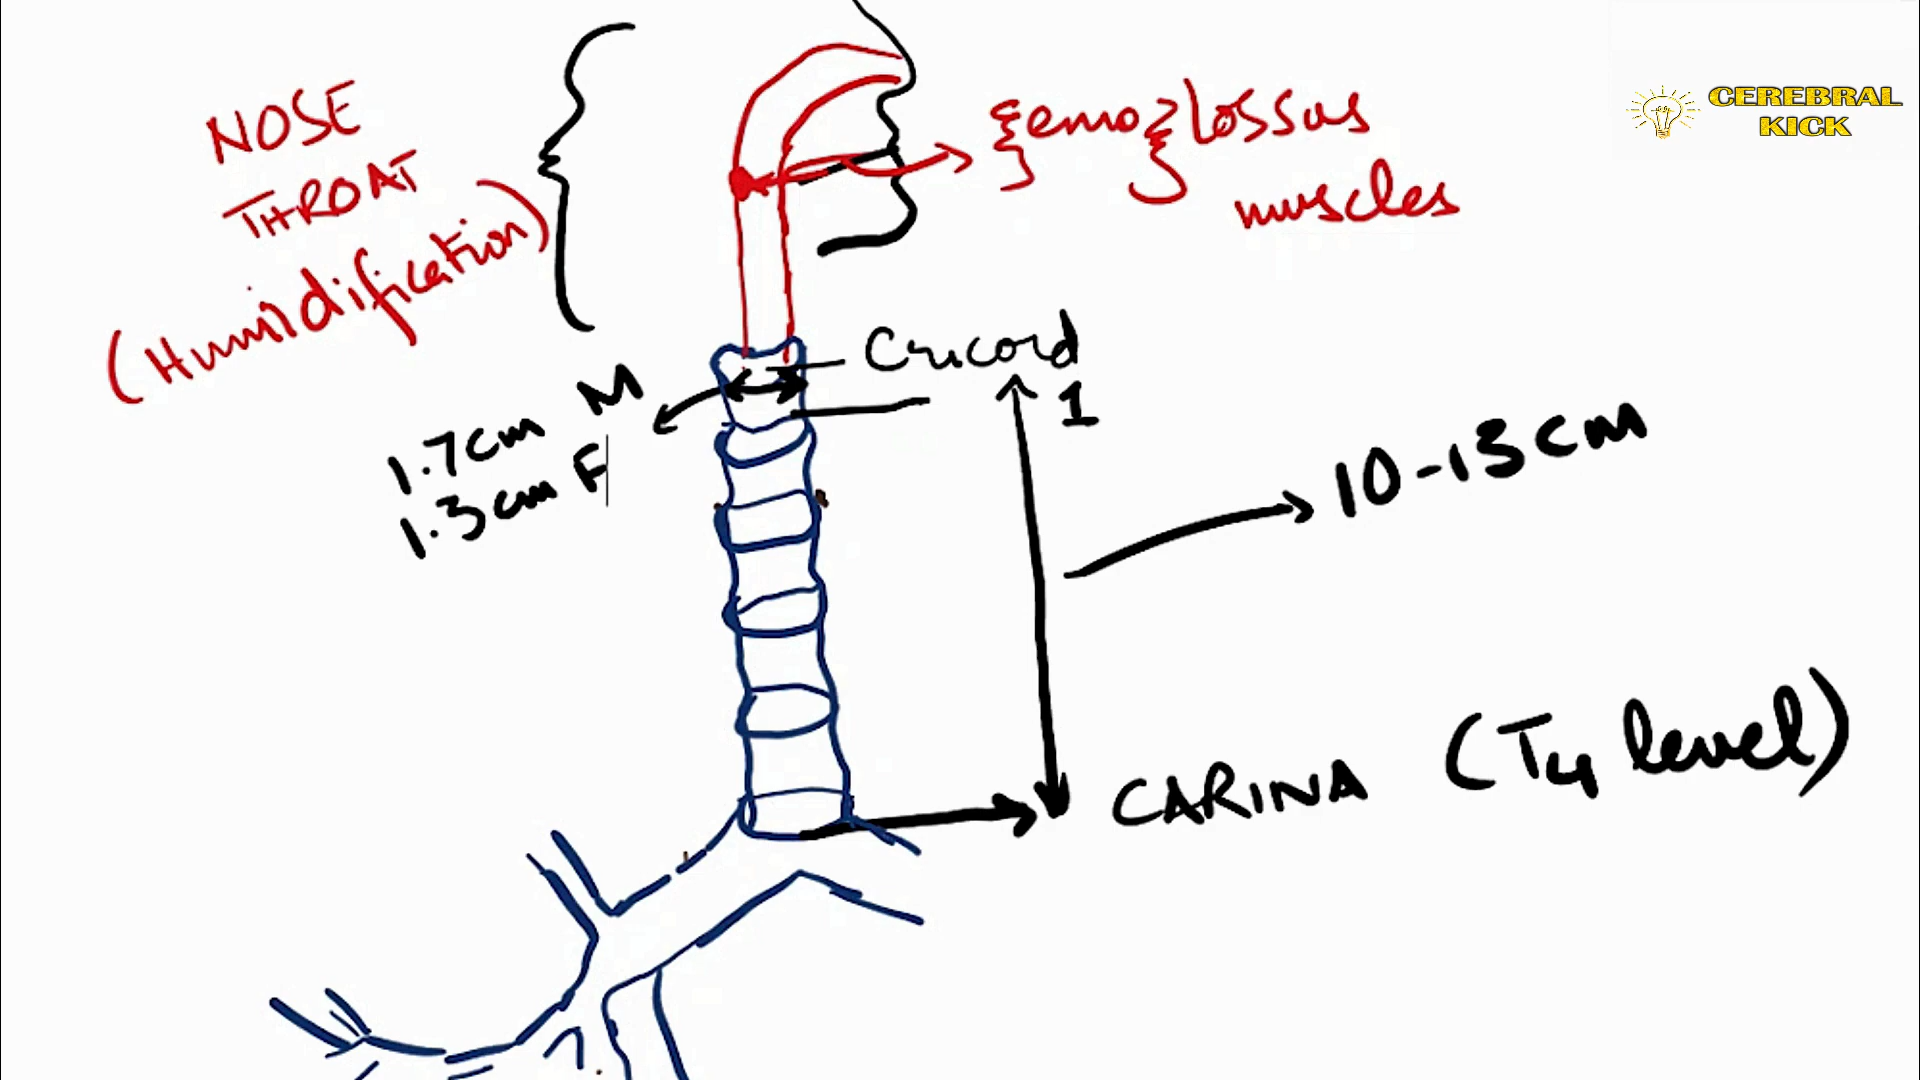 NOSE
THROAT
(Humidification)
genioglossus
muscles
CEREBRAL
KICK
Cricoid
1
1.7cm M
1.3cm F
10-13cm
CARINA (T4 level)